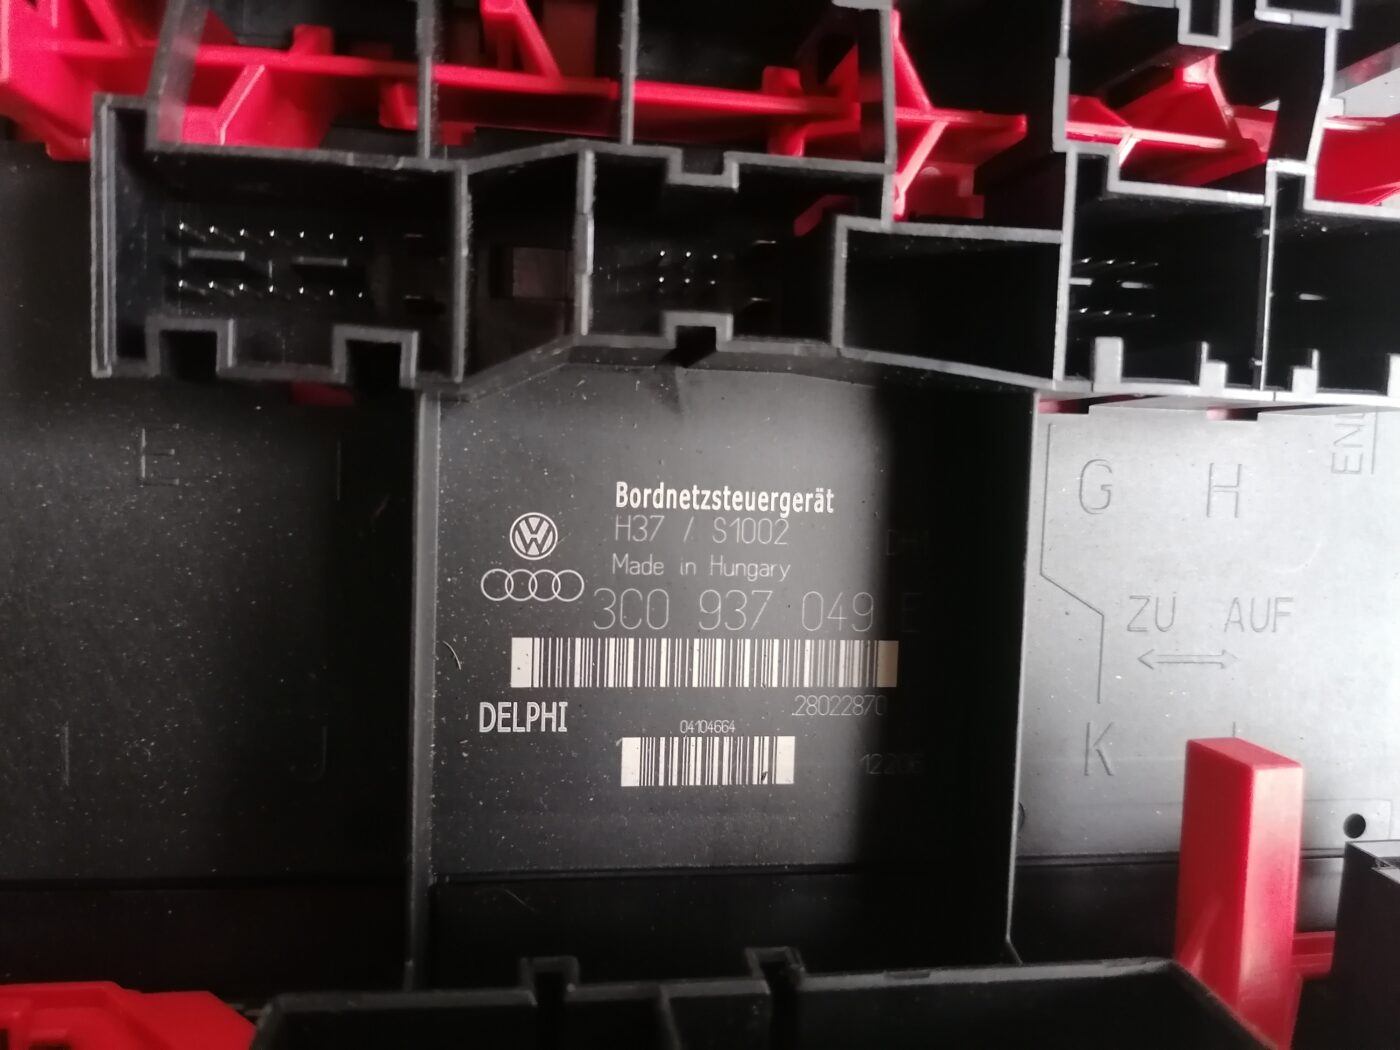 E
Bordnetzsteuergerät
H37 / S1002
Made in Hungary
3C0 937 049 E
DELPHI
28022870
04104664
G H
ZU AUF
K
J